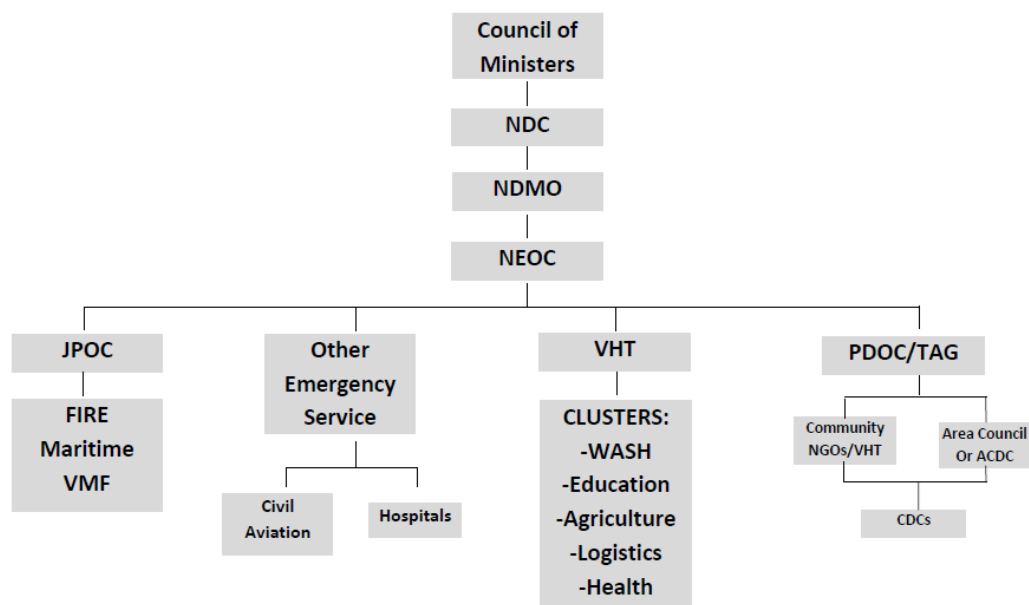 Council of
Ministers
NDC
NDMO
NEOC
JPOC
Other
Emergency
Service
VHT
PDOC/TAG
FIRE
Maritime
VMF
Civil
Aviation
Hospitals
CLUSTERS:
-WASH
-Education
-Agriculture
-Logistics
-Health
Community
NGOs/VHT
Area Council
Or ACDC
CDCs